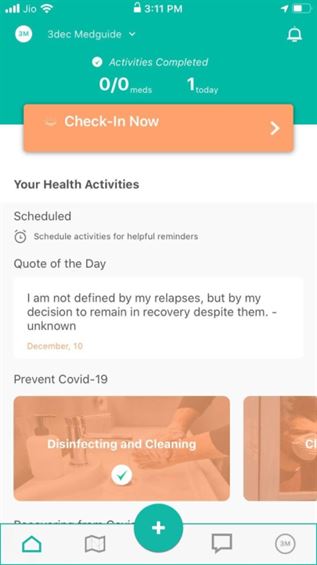 Jio 3:11 PM
3M 3dec Medguide
Activities Completed
0/0 meds 1 today
Check-In Now
Your Health Activities
Scheduled
Schedule activities for helpful reminders
Quote of the Day
I am not defined by my relapses, but by my
decision to remain in recovery despite them. -
unknown
December, 10
Prevent Covid-19
Disinfecting and Cleaning
Cl
3M